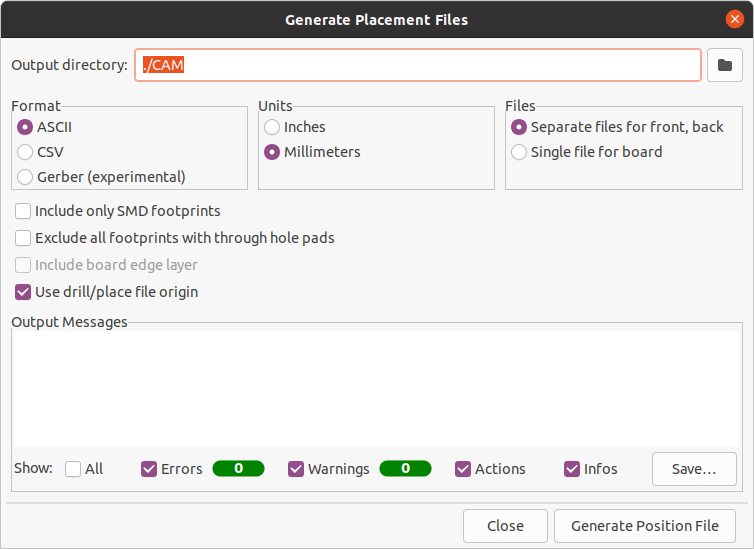 Generate Placement Files
Output directory: ./CAM
Format Units Files
ASCII Inches Separate files for front, back
CSV Millimeters Single file for board
Gerber (experimental)
Include only SMD footprints
Exclude all footprints with through hole pads
Include board edge layer
Use drill/place file origin
Output Messages
Show: All Errors 0 Warnings 0 Actions Infos Save...
Close Generate Position File